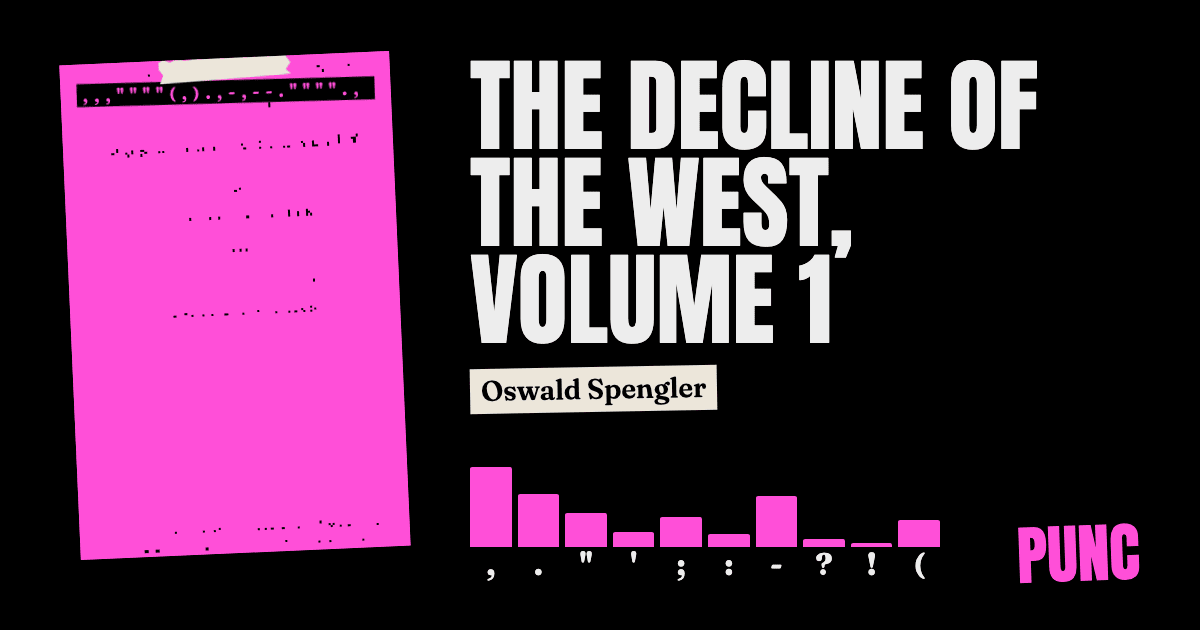 ,,,""""(,).,-,--."""".,
THE DECLINE OF
THE WEST,
VOLUME 1
Oswald Spengler
, . " ' ; : - ? ! (
PUNC